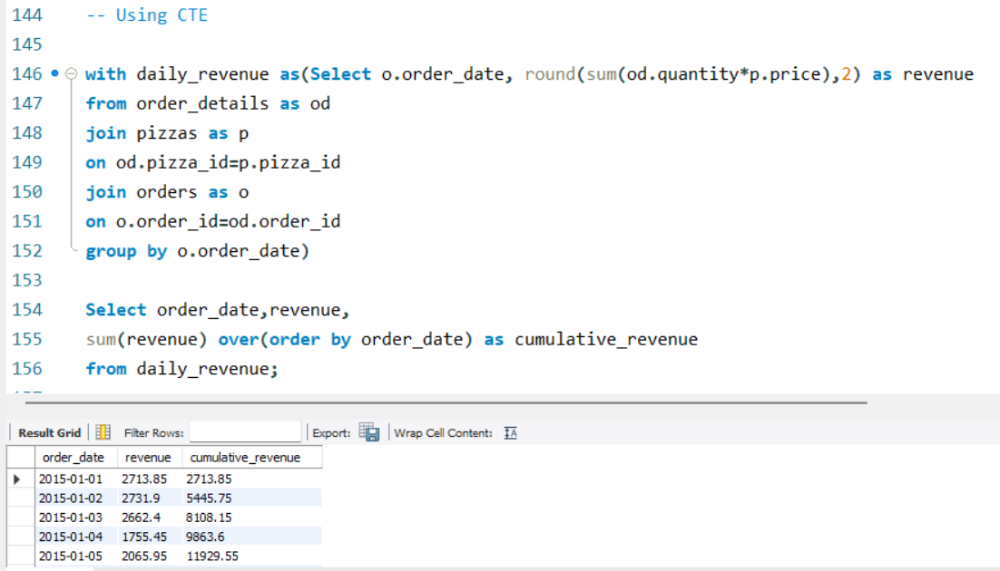 144 -- Using CTE
145
146 with daily_revenue as(Select o.order_date, round(sum(od.quantity*p.price),2) as revenue
147 from order_details as od
148 join pizzas as p
149 on od.pizza_id=p.pizza_id
150 join orders as o
151 on o.order_id=od.order_id
152 group by o.order_date)
153
154 Select order_date,revenue,
155 sum(revenue) over(order by order_date) as cumulative_revenue
156 from daily_revenue;
Result Grid Filter Rows: Export: Wrap Cell Content:
order_date revenue cumulative_revenue
2015-01-01 2713.85 2713.85
2015-01-02 2731.9 5445.75
2015-01-03 2662.4 8108.15
2015-01-04 1755.45 9863.6
2015-01-05 2065.95 11929.55